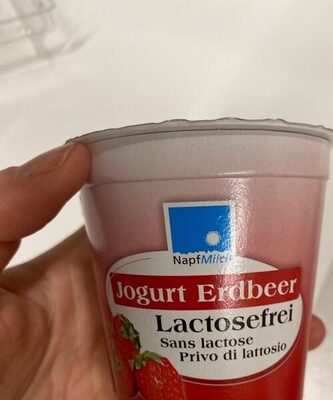 NapfMilch
Jogurt Erdbeer
Lactosefrei
Sans lactose
Privo di lattosio